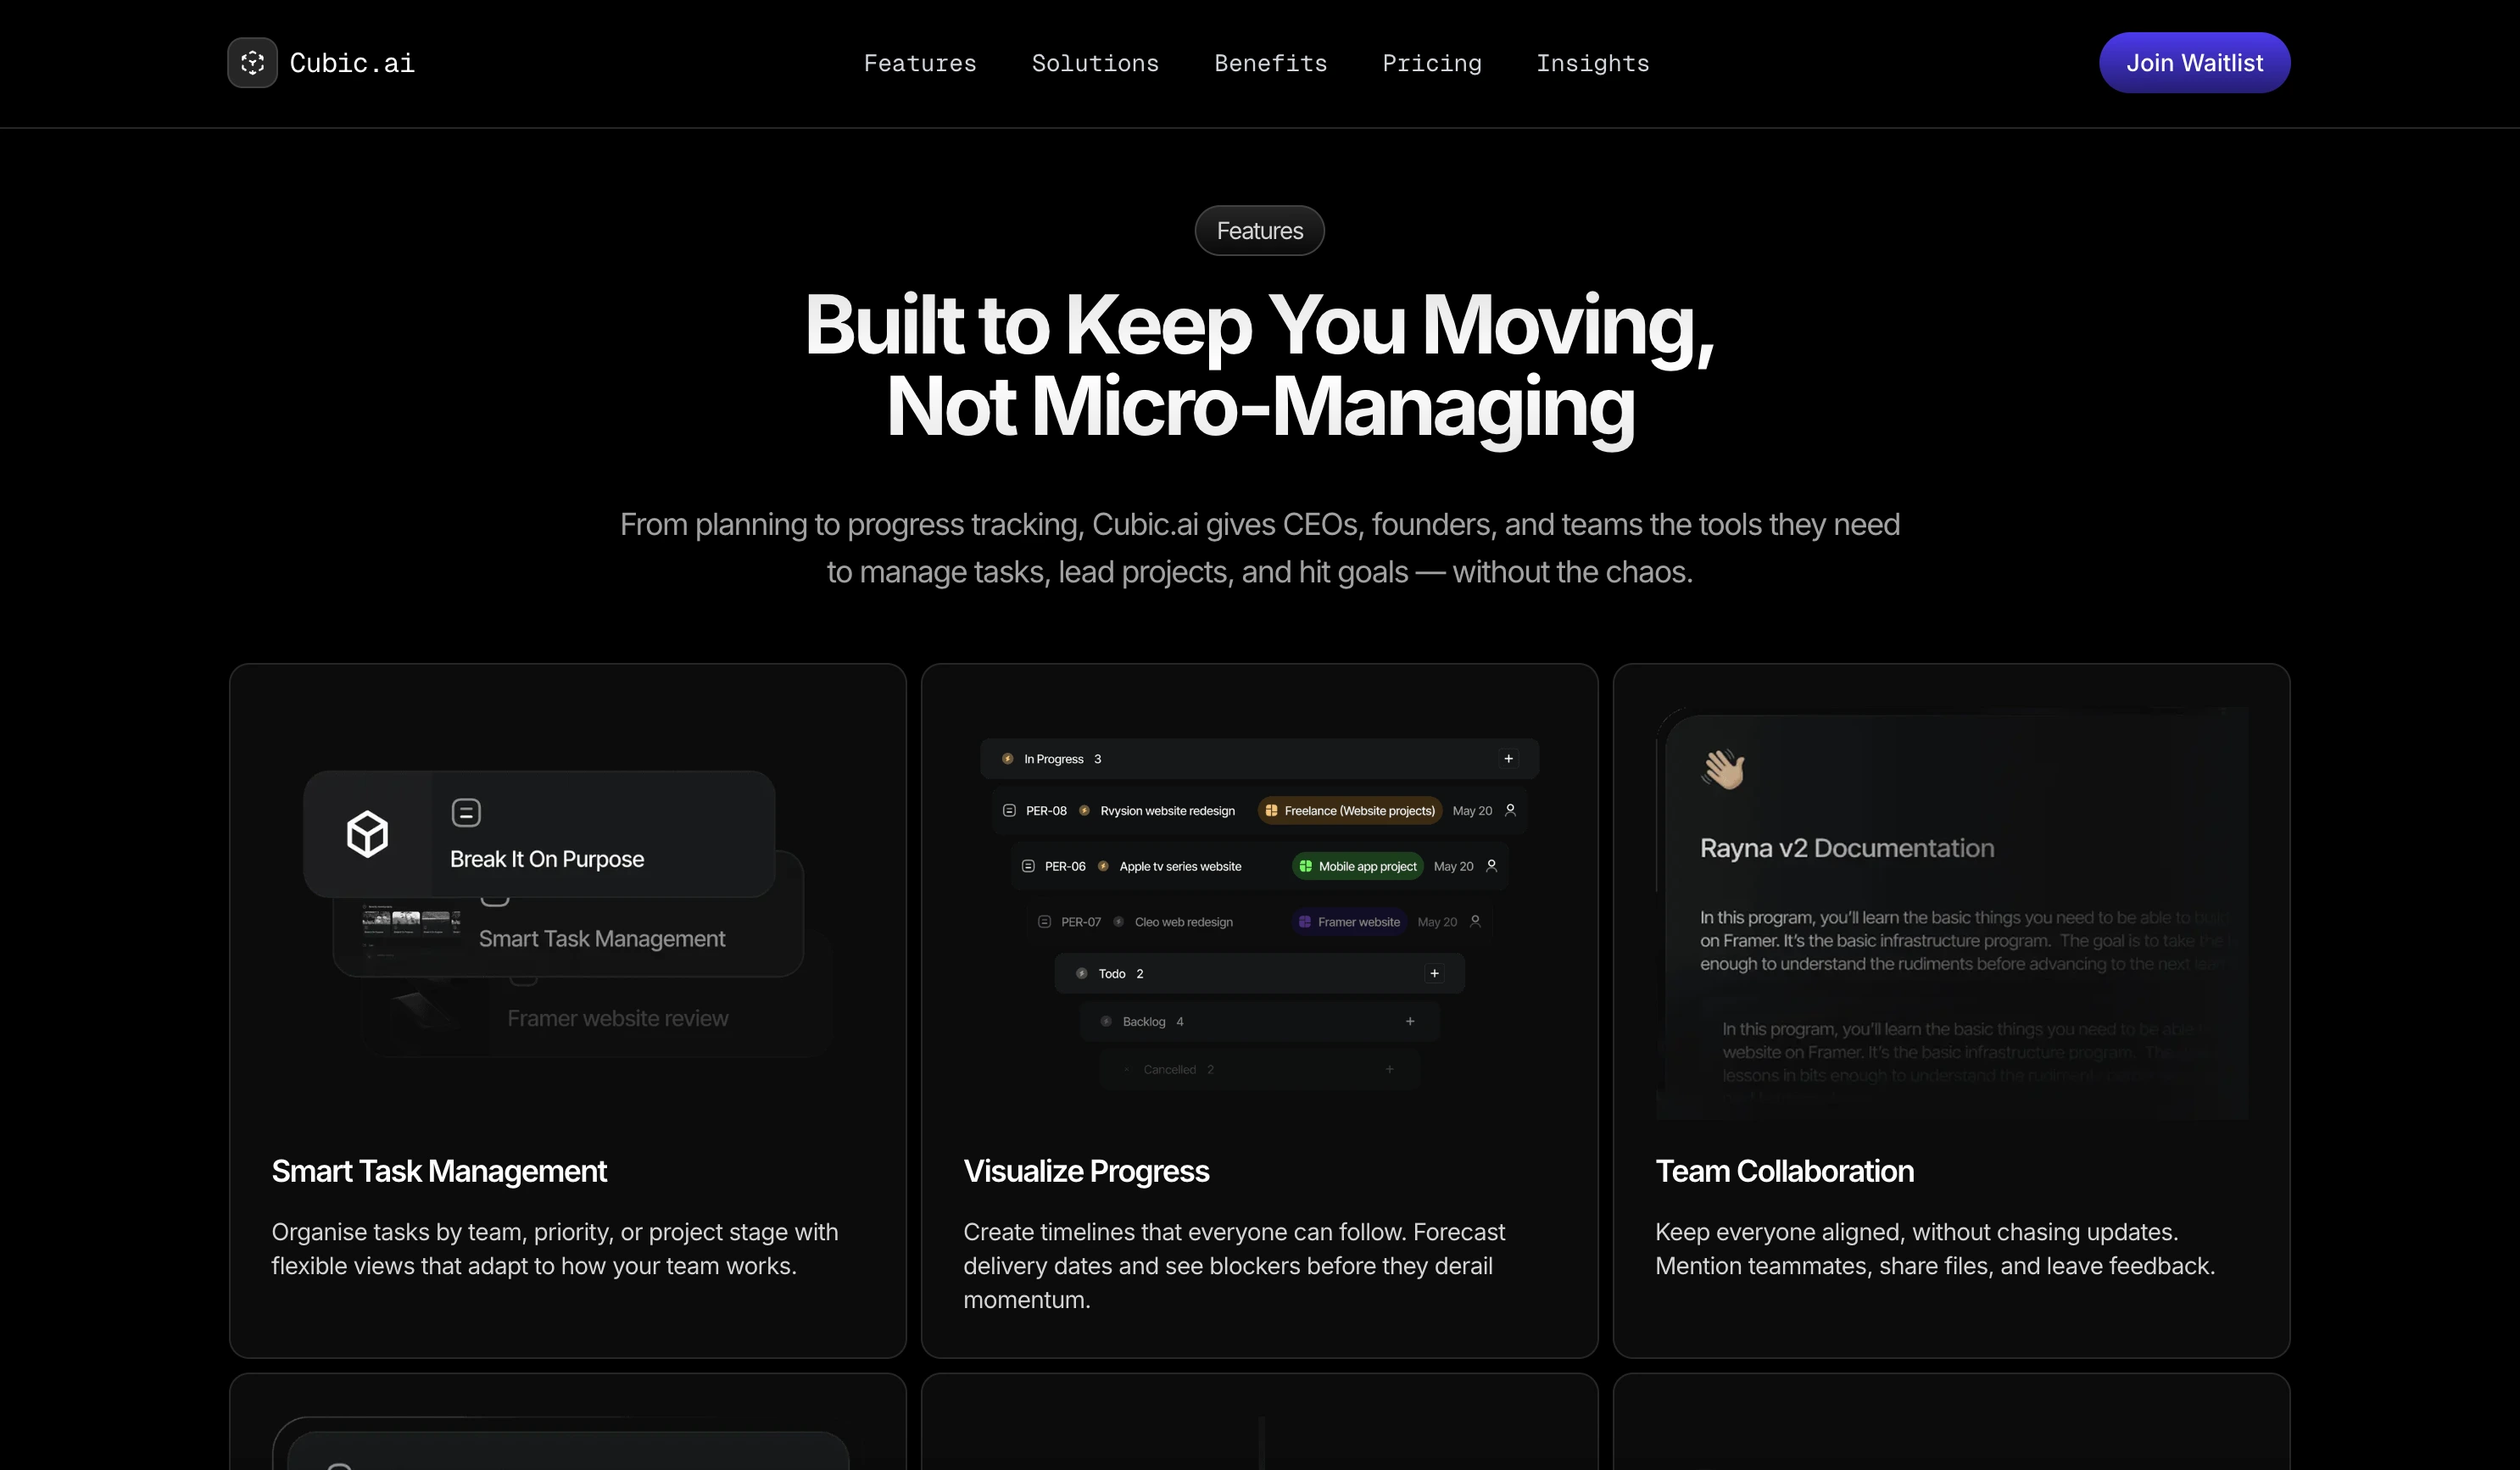 Cubic.ai
Features
Solutions
Benefits
Pricing
Insights
Join Waitlist
Features
Built to Keep You Moving,
Not Micro-Managing
From planning to progress tracking, Cubic.ai gives CEOs, founders, and teams the tools they need
to manage tasks, lead projects, and hit goals — without the chaos.
Break It On Purpose
Smart Task Management
Framer website review
Smart Task Management
Organise tasks by team, priority, or project stage with
flexible views that adapt to how your team works.
In Progress 3
PER-08 Rvysion website redesign Freelance (Website projects) May 20
PER-06 Apple tv series website Mobile app project May 20
PER-07 Cleo web redesign Framer website May 20
Todo 2
Backlog 4
Cancelled 2
Visualize Progress
Create timelines that everyone can follow. Forecast
delivery dates and see blockers before they derail
momentum.
Rayna v2 Documentation
In this program, you’ll learn the basic things you need to be able to
on Framer. It’s the basic infrastructure program. The goal is to take the
enough to understand the rudiments before advancing to the next
In this program, you’ll learn the basic things you need to be able
website on Framer. It’s the basic infrastructure program.
lessons in bits enough to understand the
Team Collaboration
Keep everyone aligned, without chasing updates.
Mention teammates, share files, and leave feedback.